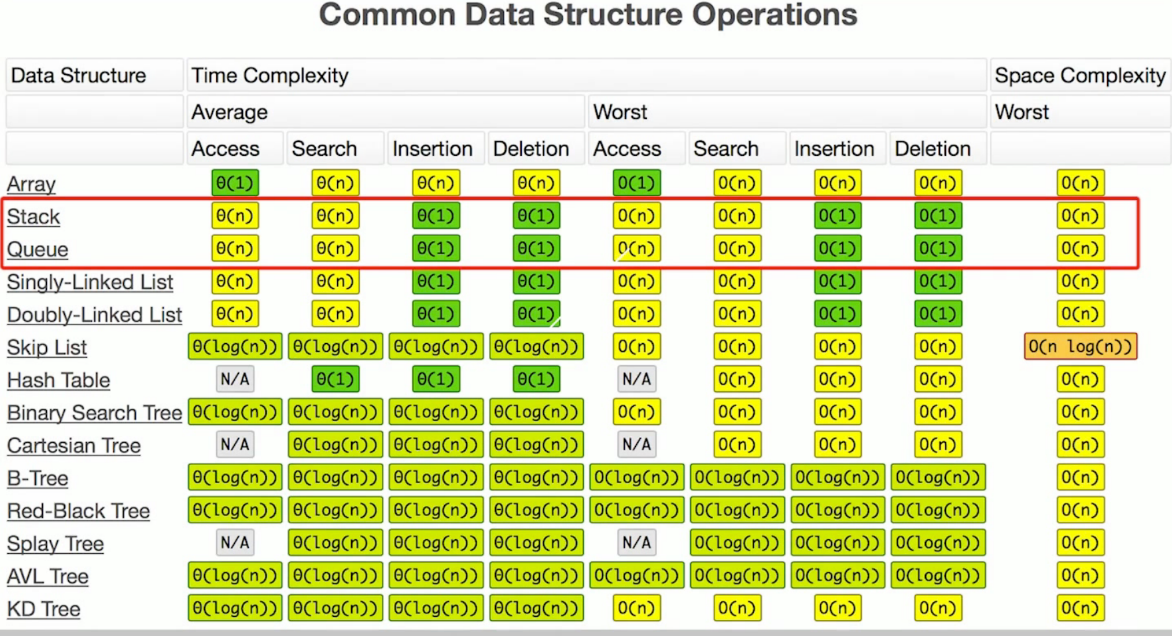 Common Data Structure Operations
Data Structure Time Complexity Space Complexity
Average Worst Worst
Access Search Insertion Deletion Access Search Insertion Deletion
Array Θ(1) Θ(n) Θ(n) Θ(n) O(1) O(n) O(n) O(n) O(n)
Stack Θ(n) Θ(n) Θ(1) Θ(1) O(n) O(n) O(1) O(1) O(n)
Queue Θ(n) Θ(n) Θ(1) Θ(1) O(n) O(n) O(1) O(1) O(n)
Singly-Linked List Θ(n) Θ(n) Θ(1) Θ(1) O(n) O(n) O(1) O(1) O(n)
Doubly-Linked List Θ(n) Θ(n) Θ(1) Θ(1) O(n) O(n) O(1) O(1) O(n)
Skip List Θ(log(n)) Θ(log(n)) Θ(log(n)) Θ(log(n)) O(n) O(n) O(n) O(n) O(n log(n))
Hash Table N/A Θ(1) Θ(1) Θ(1) N/A O(n) O(n) O(n) O(n)
Binary Search Tree Θ(log(n)) Θ(log(n)) Θ(log(n)) Θ(log(n)) O(n) O(n) O(n) O(n) O(n)
Cartesian Tree N/A Θ(log(n)) Θ(log(n)) Θ(log(n)) N/A O(n) O(n) O(n) O(n)
B-Tree Θ(log(n)) Θ(log(n)) Θ(log(n)) Θ(log(n)) O(log(n)) O(log(n)) O(log(n)) O(log(n)) O(n)
Red-Black Tree Θ(log(n)) Θ(log(n)) Θ(log(n)) Θ(log(n)) O(log(n)) O(log(n)) O(log(n)) O(log(n)) O(n)
Splay Tree N/A Θ(log(n)) Θ(log(n)) Θ(log(n)) N/A O(log(n)) O(log(n)) O(log(n)) O(n)
AVL Tree Θ(log(n)) Θ(log(n)) Θ(log(n)) Θ(log(n)) O(log(n)) O(log(n)) O(log(n)) O(log(n)) O(n)
KD Tree Θ(log(n)) Θ(log(n)) Θ(log(n)) Θ(log(n)) O(n) O(n) O(n) O(n) O(n)